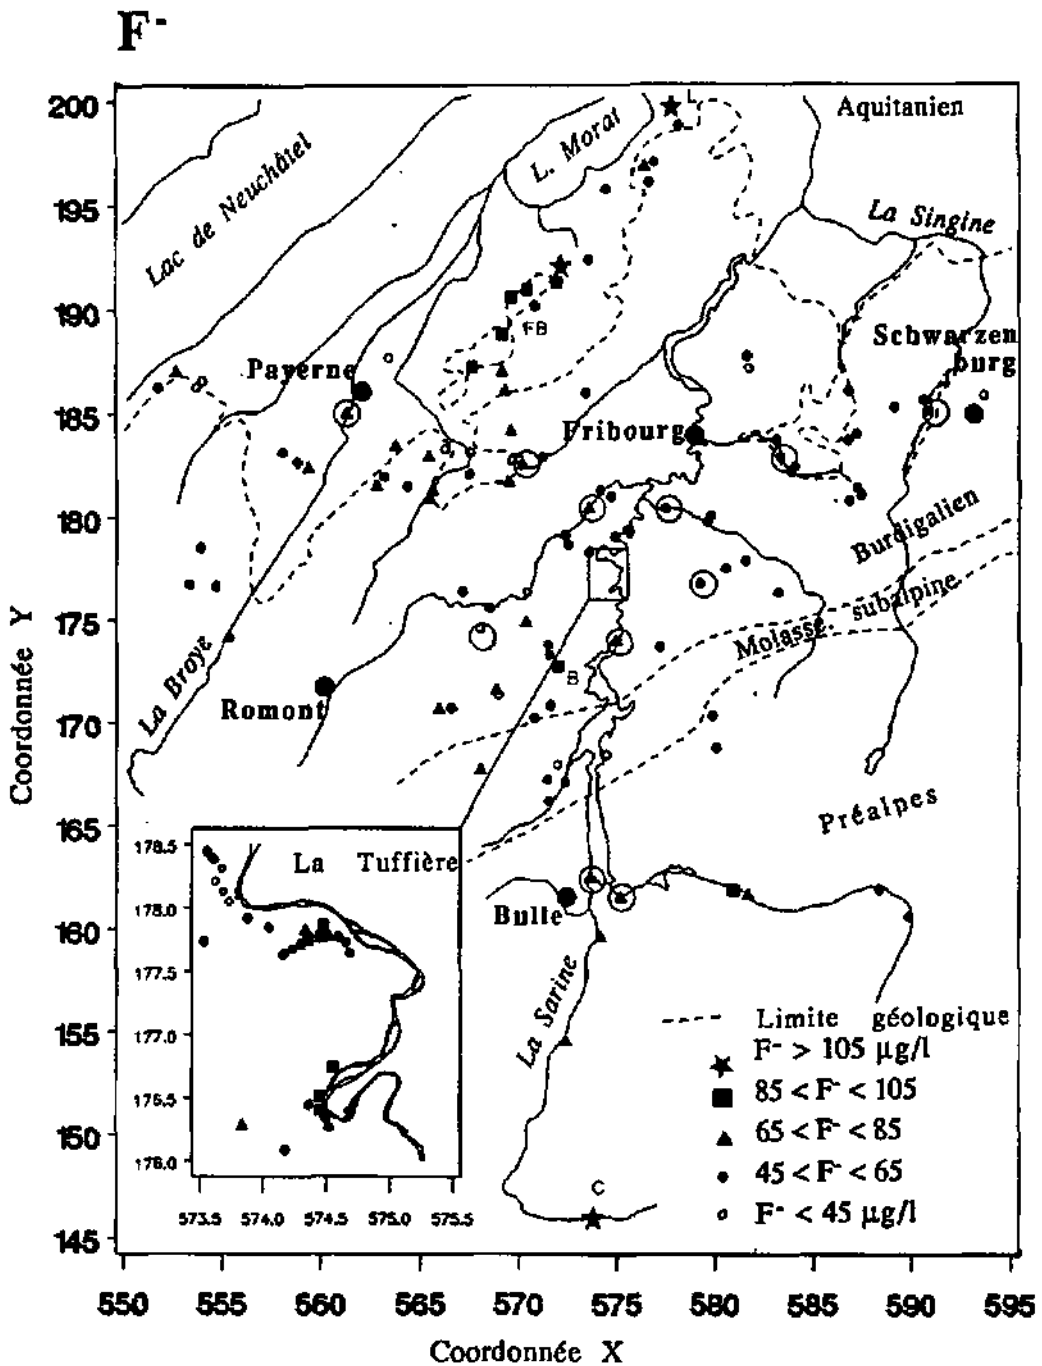 F-
200
195
190
185
180
175
170
165
160
155
150
145
Coordonnée Y
550 555 560 565 570 575 580 585 590 595
Coordonnée X
L
Aquitanien
L. Morat
Lac de Neuchâtel
La Singine
FB
Payerne
Schwarzen
burg
Fribourg
Burdigalien
Molasse subalpine
La Broye
Romont
B
Préalpes
Bulle
La Sarine
C
La Tuffière
178.5
178.0
177.5
177.0
176.5
176.0
573.5 574.0 574.5 575.0 575.5
Limite géologique
F- > 105 µg/l
85 < F- < 105
65 < F- < 85
45 < F- < 65
F- < 45 µg/l